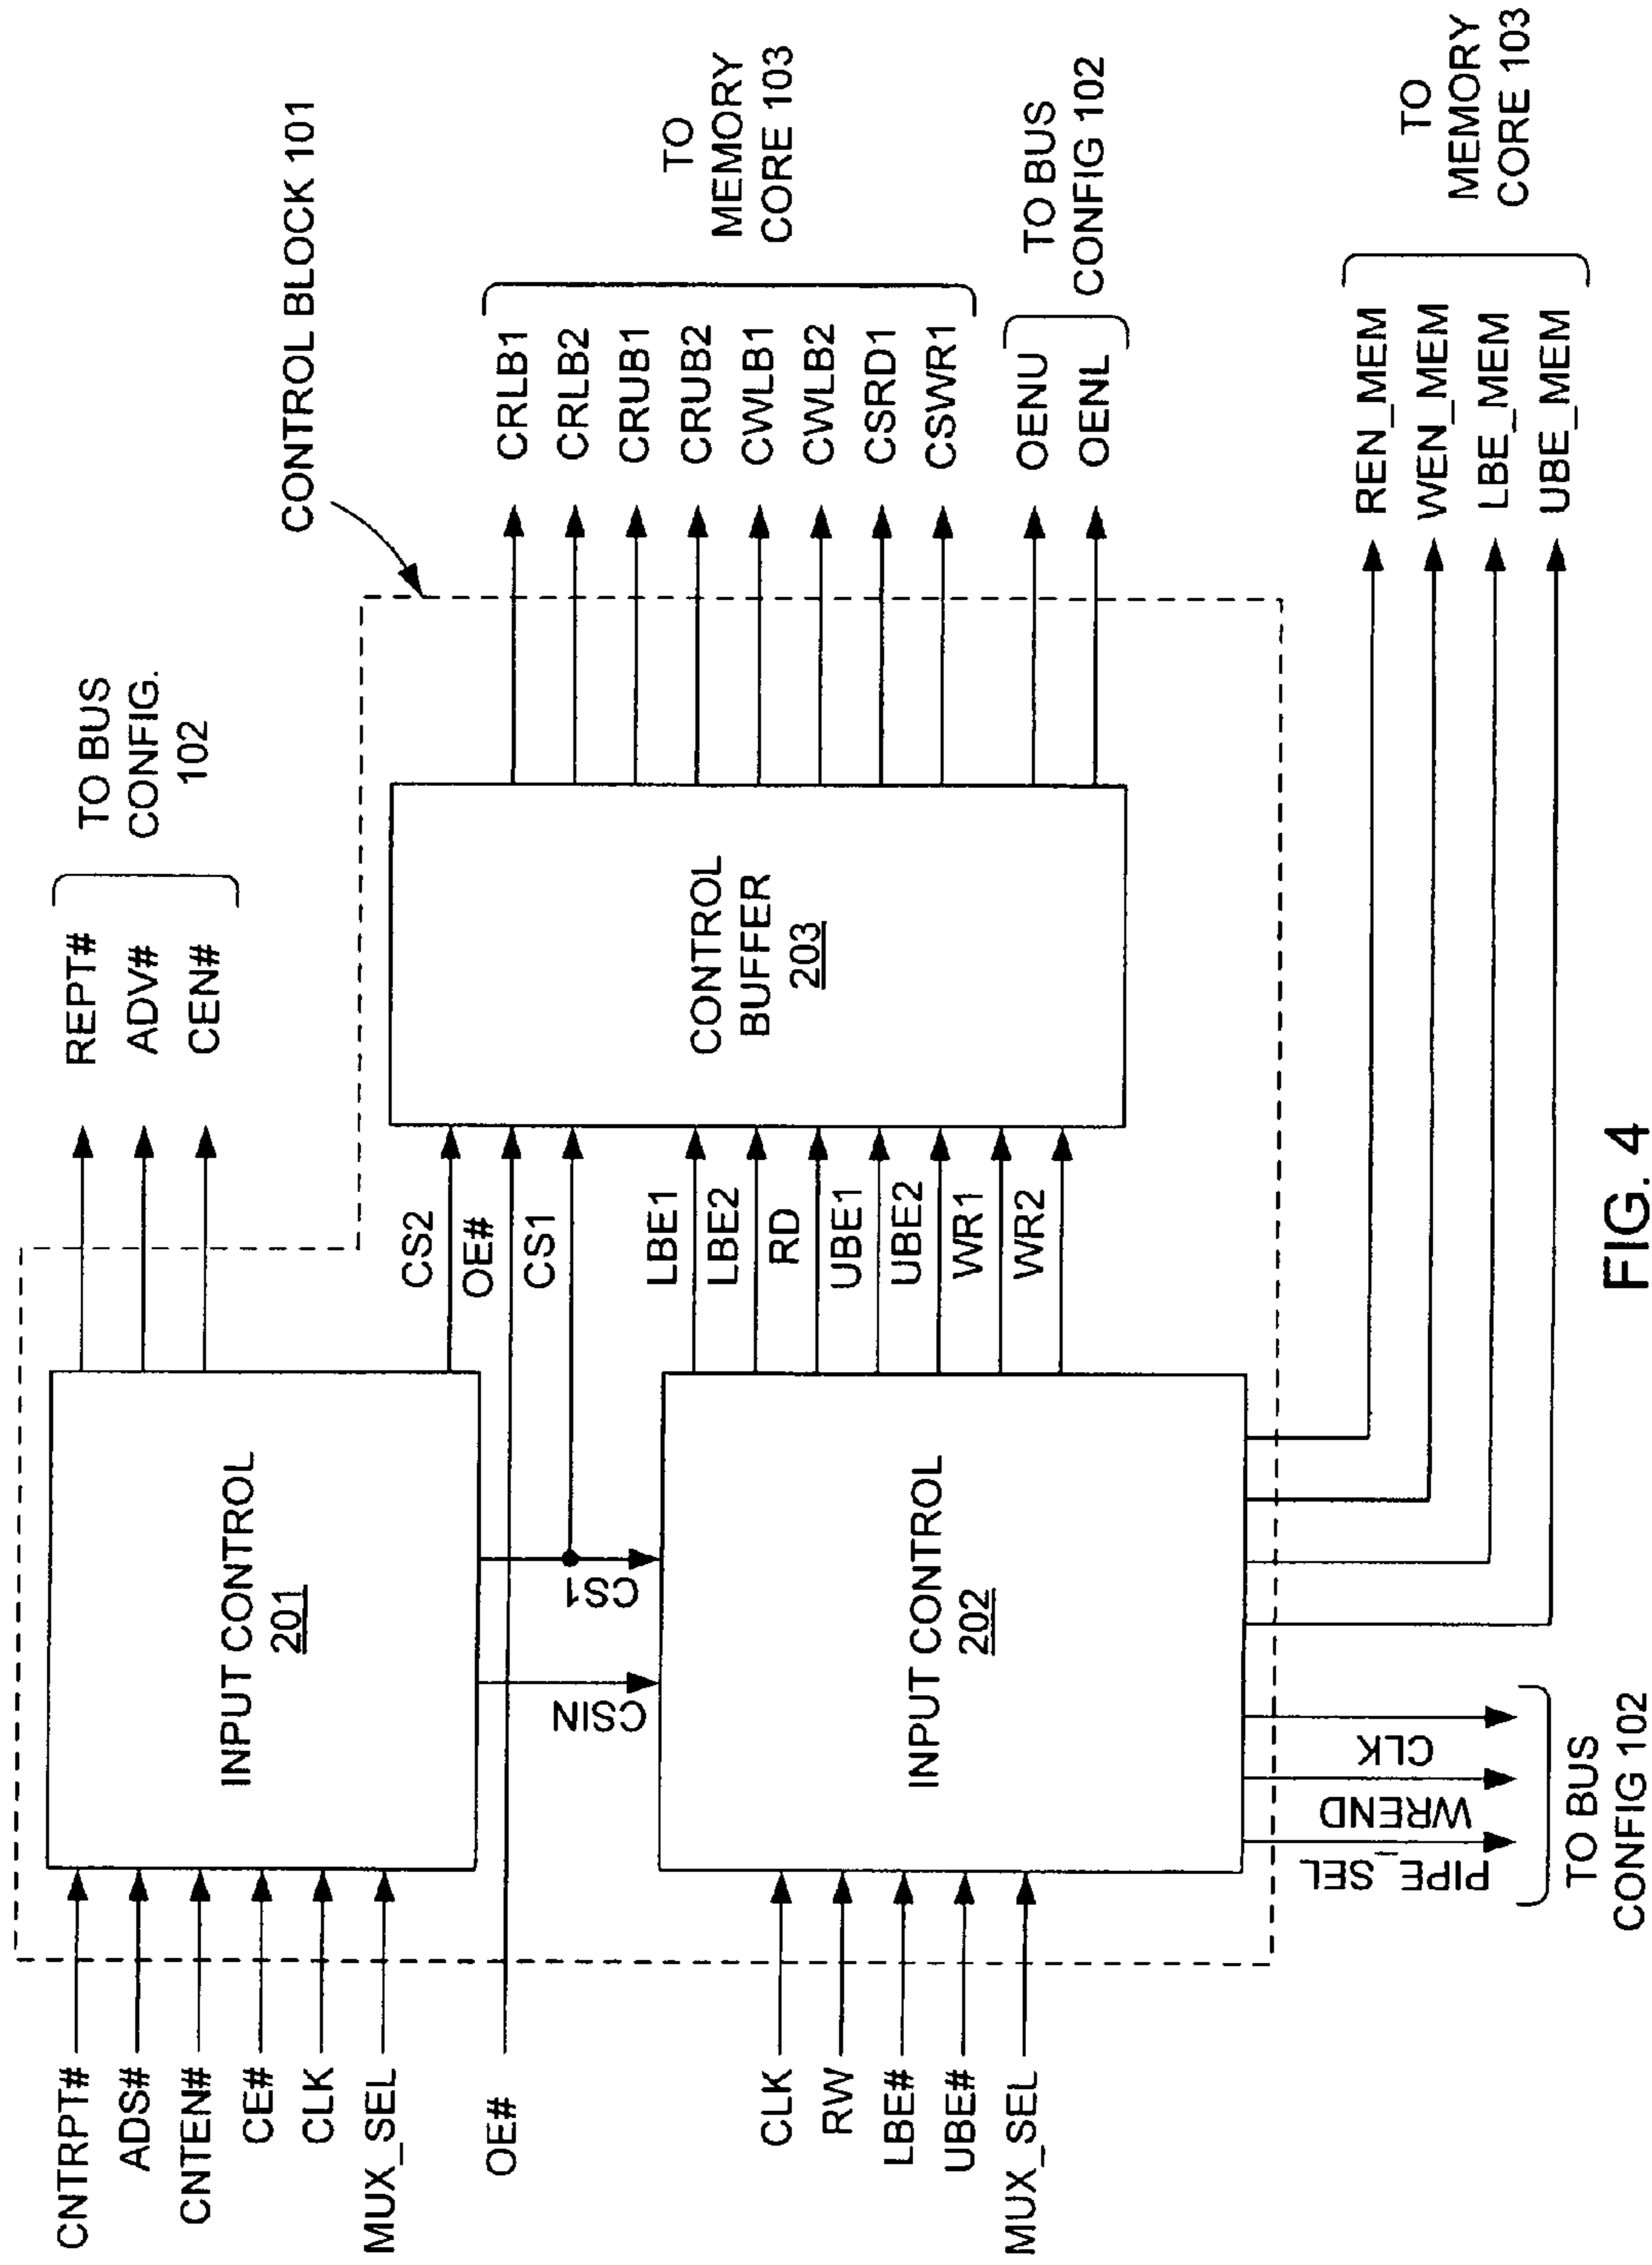 CNTRPT#
ADS#
CNTEN#
CE#
CLK
MUX_SEL
OE#
INPUT CONTROL
201
REPT#
ADV#
CEN#
TO BUS
CONFIG.
102
CONTROL BLOCK 101
CS2
OE#
CS1
CSIN
CS1
CLK
RW
LBE#
UBE#
MUX_SEL
INPUT CONTROL
202
LBE1
LBE2
RD
UBE1
UBE2
WR1
WR2
CONTROL
BUFFER
203
CRLB1
CRLB2
CRUB1
CRUB2
CWLB1
CWLB2
CSRD1
CSWR1
TO
MEMORY
CORE 103
OENU
OENL
TO BUS
CONFIG 102
PIPE_SEL
WREND
CLK
TO BUS
CONFIG 102
REN_MEM
WEN_MEM
LBE_MEM
UBE_MEM
TO
MEMORY
CORE 103
FIG. 4